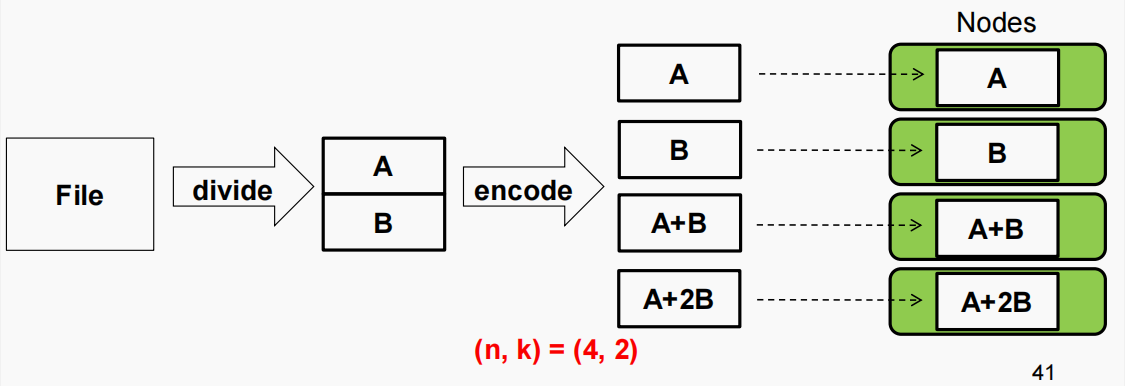 Nodes
A
A
B
B
File
divide
A
B
encode
A+B
A+B
A+2B
A+2B
(n, k) = (4, 2)
41